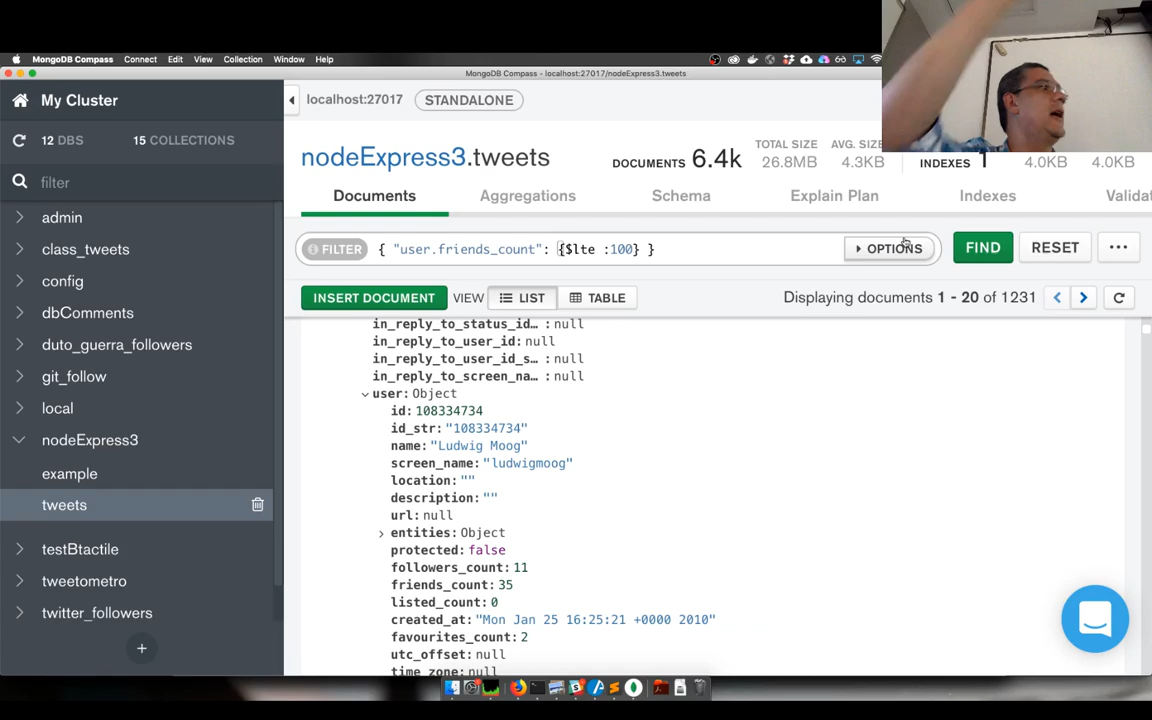 MongoDB Compass Connect Edit View Collection Window Help
MongoDB Compass - localhost:27017/nodeExpress3.tweets
My Cluster
localhost:27017 STANDALONE
12 DBS 15 COLLECTIONS
filter
nodeExpress3.tweets
DOCUMENTS 6.4k
TOTAL SIZE
26.8MB
AVG. SIZE
4.3KB
INDEXES 1
4.0KB
4.0KB
Documents Aggregations Schema Explain Plan Indexes Validat
FILTER { "user.friends_count": {$lte :100} } OPTIONS FIND RESET
INSERT DOCUMENT VIEW LIST TABLE Displaying documents 1 - 20 of 1231
admin
class_tweets
config
dbComments
duto_guerra_followers
git_follow
local
nodeExpress3
example
tweets
testBtactile
tweetometro
twitter_followers
in_reply_to_status_id… :null
in_reply_to_user_id: null
in_reply_to_user_id_s… :null
in_reply_to_screen_na… :null
user: Object
id: 108334734
id_str: "108334734"
name: "Ludwig Moog"
screen_name: "ludwigmoog"
location: ""
description: ""
url: null
entities: Object
protected: false
followers_count: 11
friends_count: 35
listed_count: 0
created_at: "Mon Jan 25 16:25:21 +0000 2010"
favourites_count: 2
utc_offset: null
time_zone: null